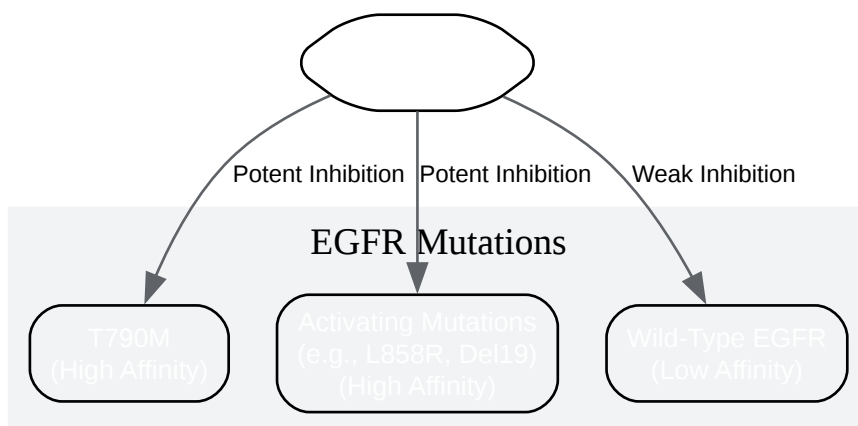 Potent Inhibition
Potent Inhibition
Weak Inhibition
EGFR Mutations
T790M
(High Affinity)
Activating Mutations
(e.g., L858R, Del19)
(High Affinity)
Wild-Type EGFR
(Low Affinity)